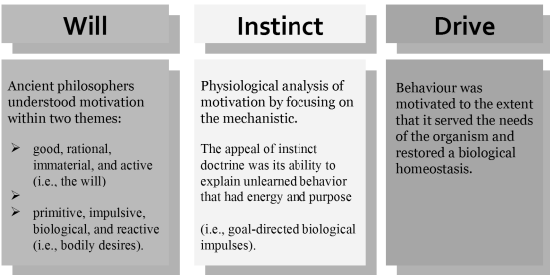 Will
Ancient philosophers
understood motivation
within two themes:
➢ good, rational,
immaterial, and active
(i.e., the will)
➢
➢ primitive, impulsive,
biological, and reactive
(i.e., bodily desires).
Instinct
Physiological analysis of
motivation by focusing on
the mechanistic.
The appeal of instinct
doctrine was its ability to
explain unlearned behavior
that had energy and purpose
(i.e., goal-directed biological
impulses).
Drive
Behaviour was
motivated to the extent
that it served the needs
of the organism and
restored a biological
homeostasis.